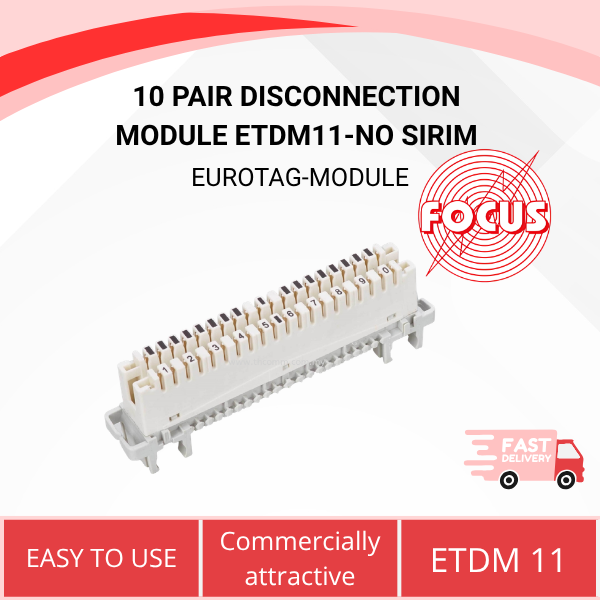 10 PAIR DISCONNECTION
MODULE ETDM11-NO SIRIM
EUROTAG-MODULE
FOCUS
1 2 3 4 5 6 7 8 9 0
FAST
DELIVERY
EASY TO USE
Commercially
attractive
ETDM 11